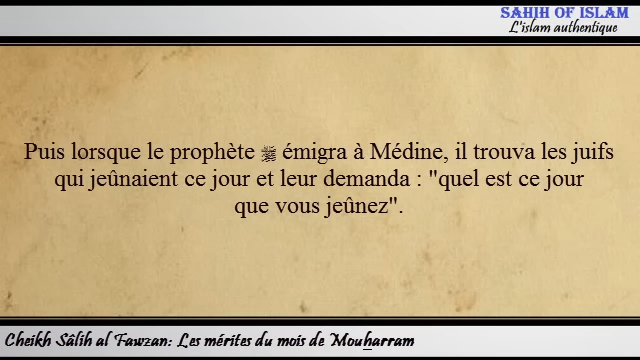 SAHIH OF ISLAM
L'islam authentique
Puis lorsque le prophète ﷺ émigra à Médine, il trouva les juifs
qui jeûnaient ce jour et leur demanda : "quel est ce jour
que vous jeûnez".
Cheikh Sâlih al Fawzan: Les mérites du mois de Mouharram